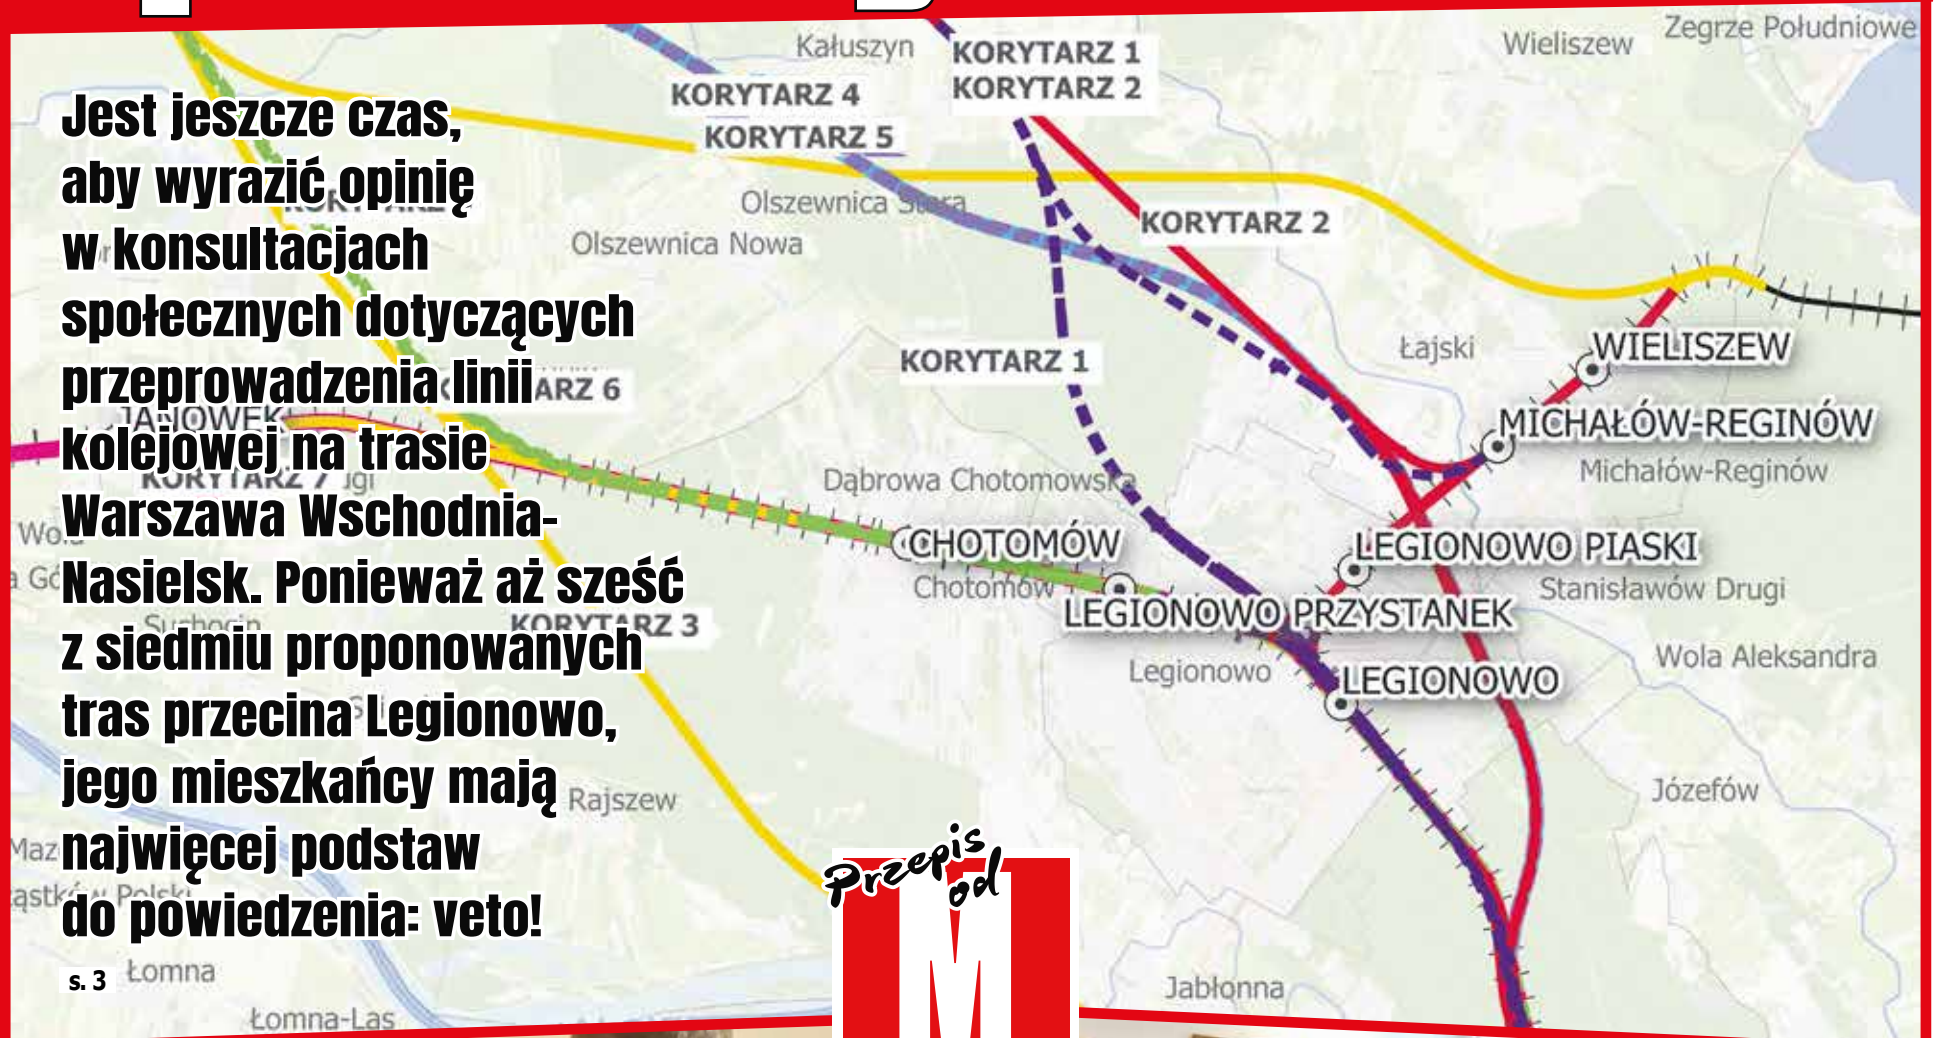 Kałuszyn
KORYTARZ 1
KORYTARZ 2
Wieliszew
Zegrze Południowe
KORYTARZ 4
KORYTARZ 5
Jest jeszcze czas,
aby wyrazić opinię
w konsultacjach
społecznych dotyczących
przeprowadzenia linii
kolejowej na trasie
Warszawa Wschodnia-
Nasielsk. Ponieważ aż sześć
z siedmiu proponowanych
tras przecina Legionowo,
jego mieszkańcy mają
najwięcej podstaw
do powiedzenia: veto!
s. 3
Olszewnica Stara
Olszewnica Nowa
KORYTARZ 2
KORYTARZ 1
Łajski
WIELISZEW
MICHAŁÓW-REGINÓW
Michałów-Reginów
ARZ 6
JANÓWEK
KORYTARZ 7
Dąbrowa Chotomowska
CHOTOMÓW
Chotomów
LEGIONOWO PIASKI
Stanisławów Drugi
LEGIONOWO PRZYSTANEK
KORYTARZ 3
Suchocin
Legionowo
LEGIONOWO
Wola Aleksandra
Rajszew
Józefów
Łomna
Łomna-Las
Jabłonna
Przepis
od
M